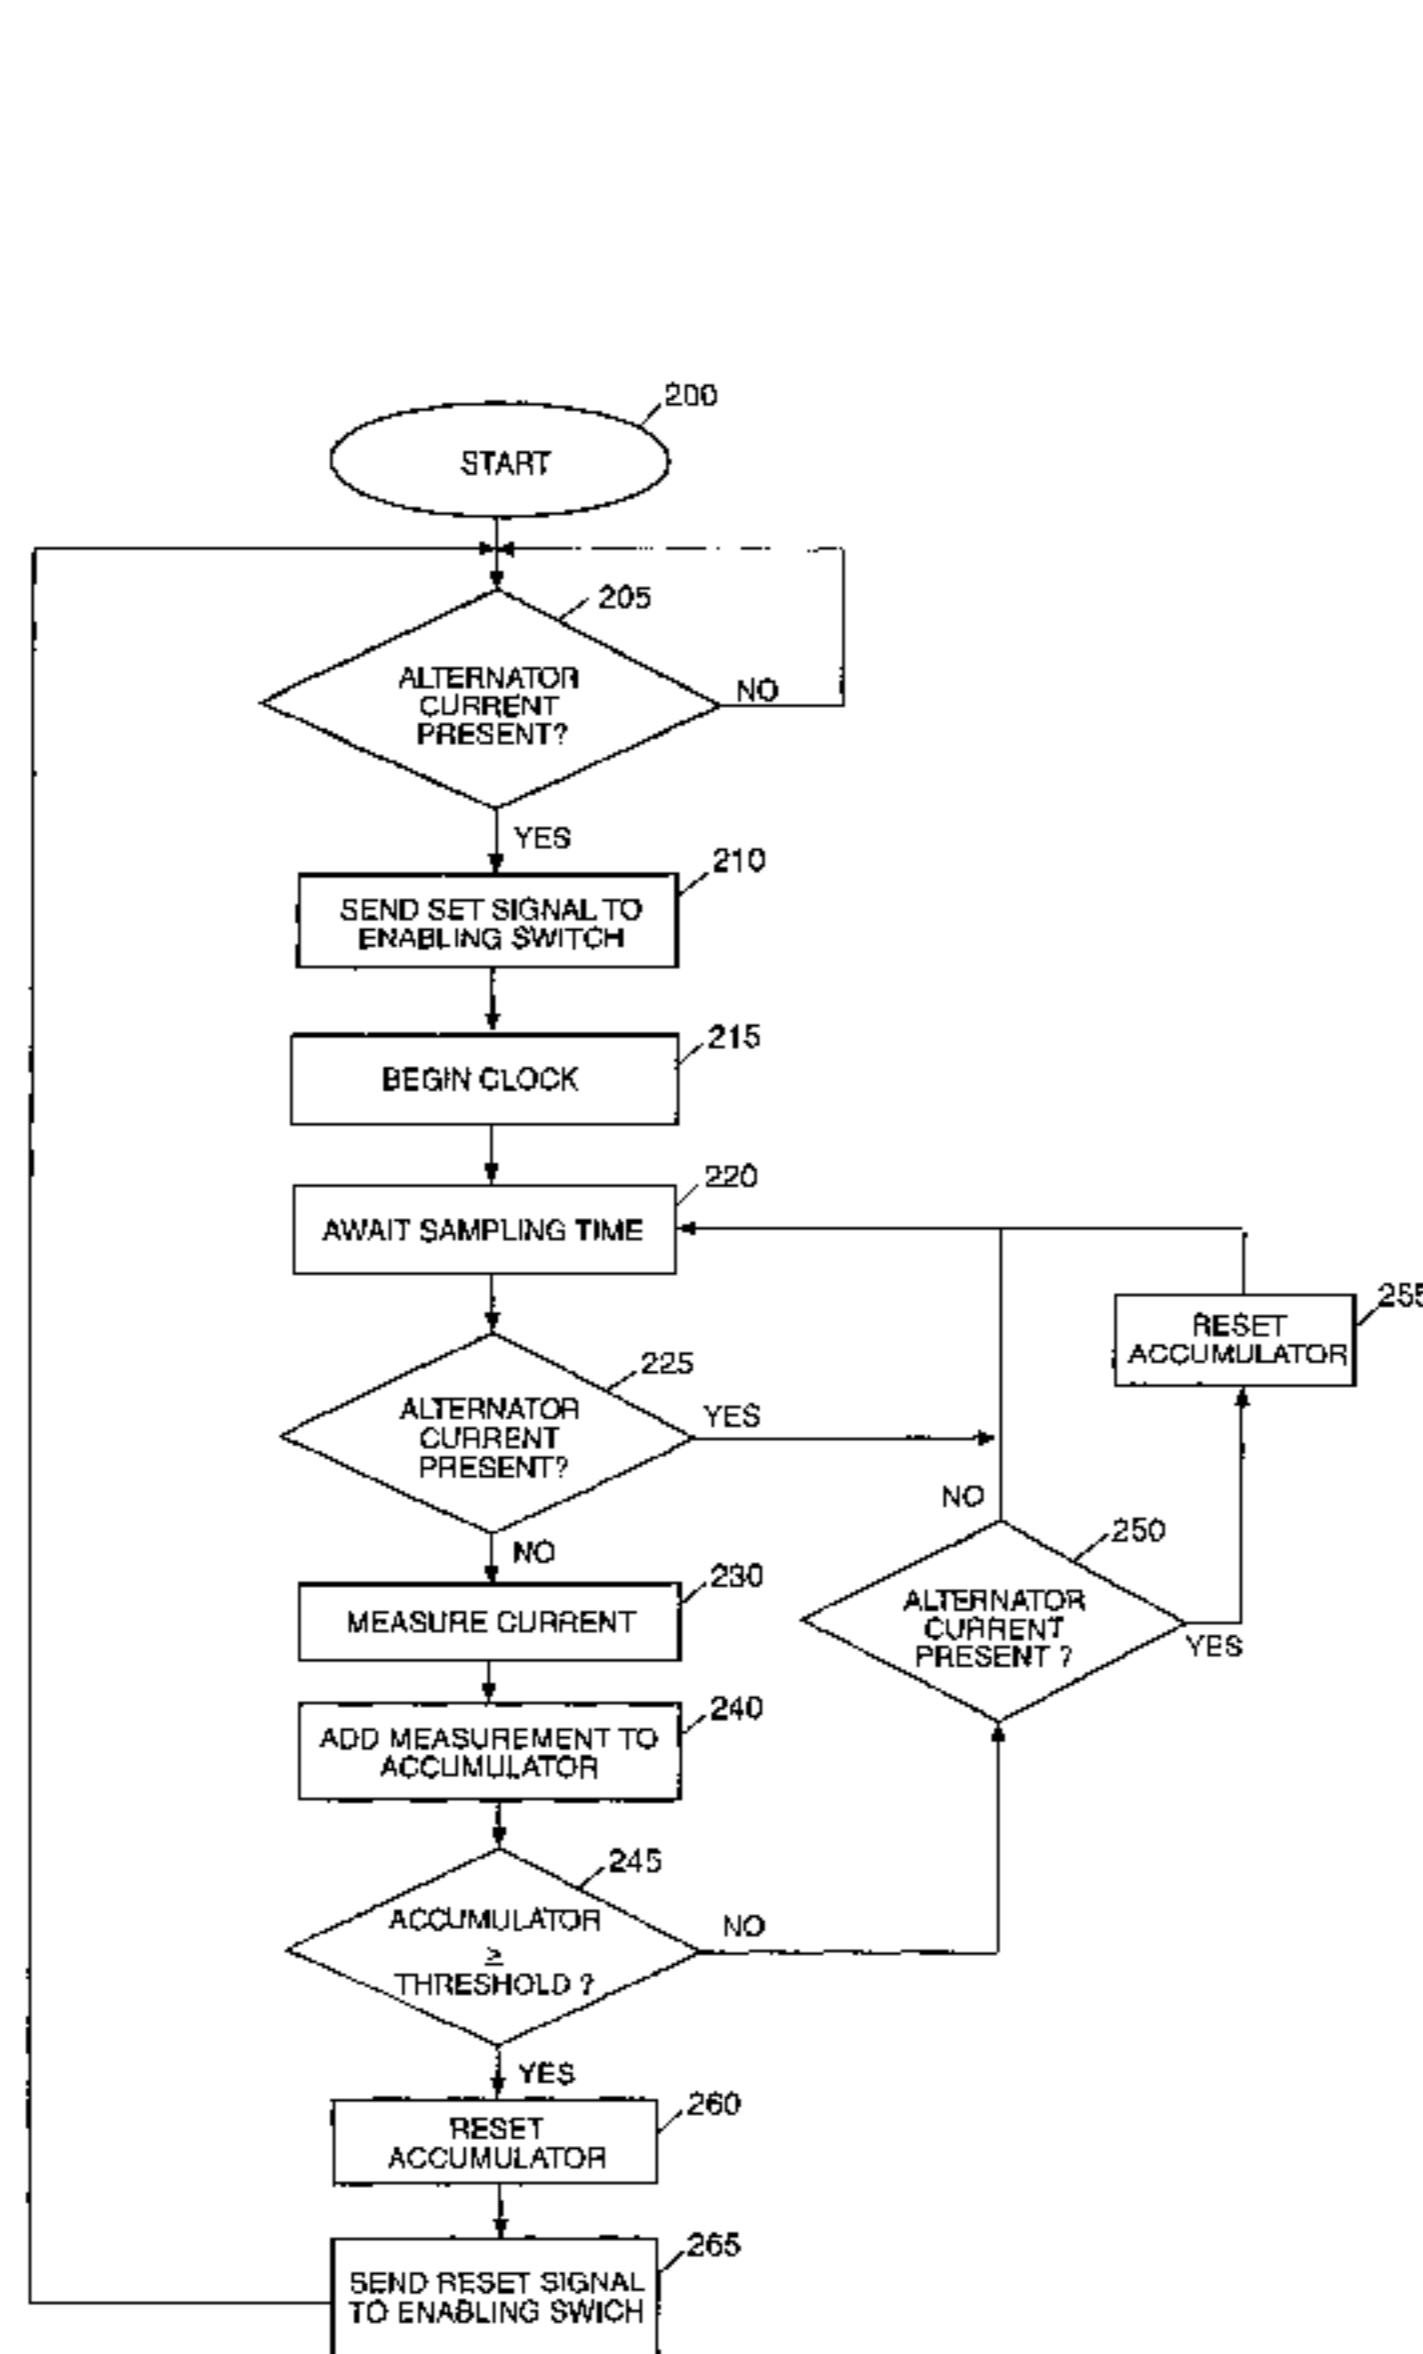 200
START
205
ALTERNATOR
CURRENT
PRESENT?
NO
YES
210
SEND SET SIGNAL TO
ENABLING SWITCH
215
BEGIN CLOCK
220
AWAIT SAMPLING TIME
255
RESET
ACCUMULATOR
225
ALTERNATOR
CURRENT
PRESENT?
YES
NO
NO
250
ALTERNATOR
CURRENT
PRESENT ?
YES
230
MEASURE CURRENT
240
ADD MEASUREMENT TO
ACCUMULATOR
245
ACCUMULATOR
≥
THRESHOLD ?
NO
YES
260
RESET
ACCUMULATOR
265
SEND RESET SIGNAL
TO ENABLING SWICH